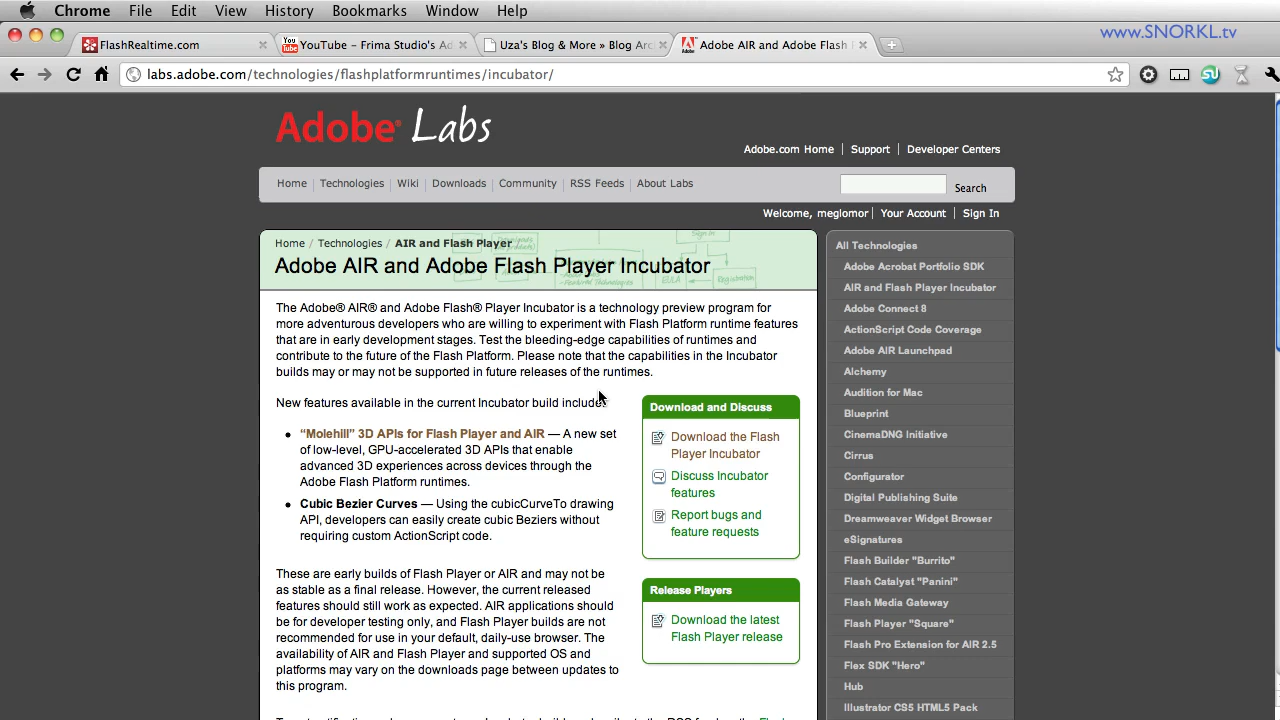 Chrome File Edit View History Bookmarks Window Help
www.SNORKL.tv
FlashRealtime.com
You Tube YouTube - Frima Studio's Ad
Uza's Blog & More » Blog Arc
Adobe AIR and Adobe Flash
labs.adobe.com/technologies/flashplatformruntimes/incubator/
Adobe® Labs
Adobe.com Home | Support | Developer Centers
Home | Technologies | Wiki | Downloads | Community | RSS Feeds | About Labs
Search
Welcome, meglomor | Your Account | Sign In
Home / Technologies / AIR and Flash Player
Adobe AIR and Adobe Flash Player Incubator
Sign in
Registration
EULA
The Adobe® AIR® and Adobe Flash® Player Incubator is a technology preview program for
more adventurous developers who are willing to experiment with Flash Platform runtime features
that are in early development stages. Test the bleeding-edge capabilities of runtimes and
contribute to the future of the Flash Platform. Please note that the capabilities in the Incubator
builds may or may not be supported in future releases of the runtimes.
New features available in the current Incubator build include:
• “Molehill” 3D APIs for Flash Player and AIR — A new set
of low-level, GPU-accelerated 3D APIs that enable
advanced 3D experiences across devices through the
Adobe Flash Platform runtimes.
• Cubic Bezier Curves — Using the cubicCurveTo drawing
API, developers can easily create cubic Beziers without
requiring custom ActionScript code.
These are early builds of Flash Player or AIR and may not be
as stable as a final release. However, the current released
features should still work as expected. AIR applications should
be for developer testing only, and Flash Player builds are not
recommended for use in your default, daily-use browser. The
availability of AIR and Flash Player and supported OS and
platforms may vary on the downloads page between updates to
this program.
Download and Discuss
Download the Flash
Player Incubator
Discuss Incubator
features
Report bugs and
feature requests
Release Players
Download the latest
Flash Player release
All Technologies
Adobe Acrobat Portfolio SDK
AIR and Flash Player Incubator
Adobe Connect 8
ActionScript Code Coverage
Adobe AIR Launchpad
Alchemy
Audition for Mac
Blueprint
CinemaDNG Initiative
Cirrus
Configurator
Digital Publishing Suite
Dreamweaver Widget Browser
eSignatures
Flash Builder "Burrito"
Flash Catalyst "Panini"
Flash Media Gateway
Flash Player "Square"
Flash Pro Extension for AIR 2.5
Flex SDK "Hero"
Hub
Illustrator CS5 HTML5 Pack